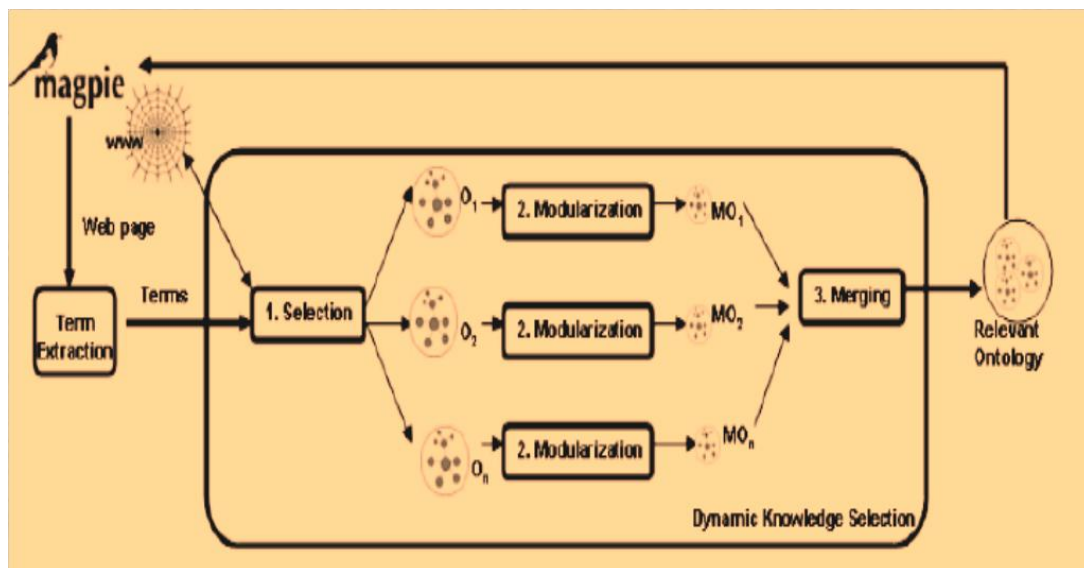 magpie
www
Web page
Term
Extraction
Terms
1. Selection
O1
2. Modularization
MO1
O2
2. Modularization
MO2
On
2. Modularization
MOn
3. Merging
Relevant
Ontology
Dynamic Knowledge Selection